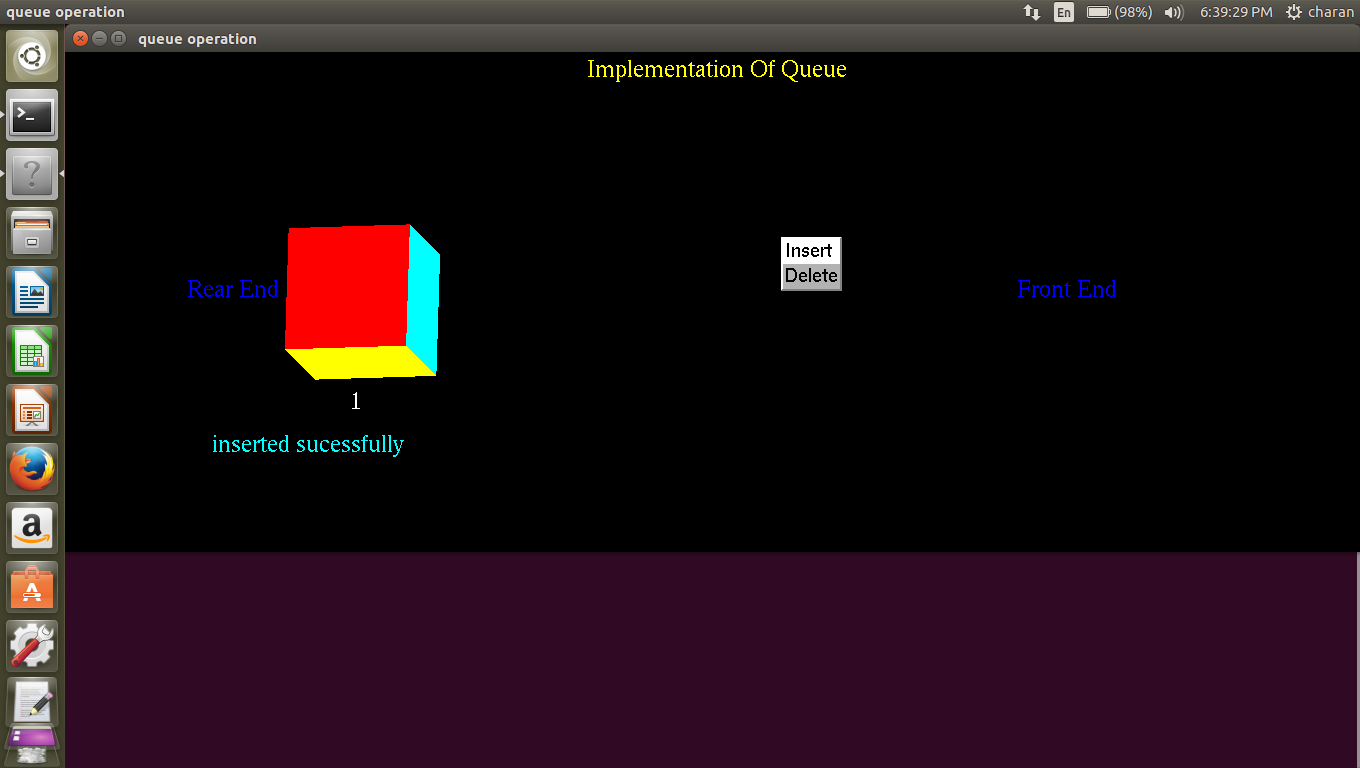 queue operation
En
(98%)
6:39:29 PM
charan
queue operation
Implementation Of Queue
Insert
Delete
Rear End
Front End
1
inserted sucessfully